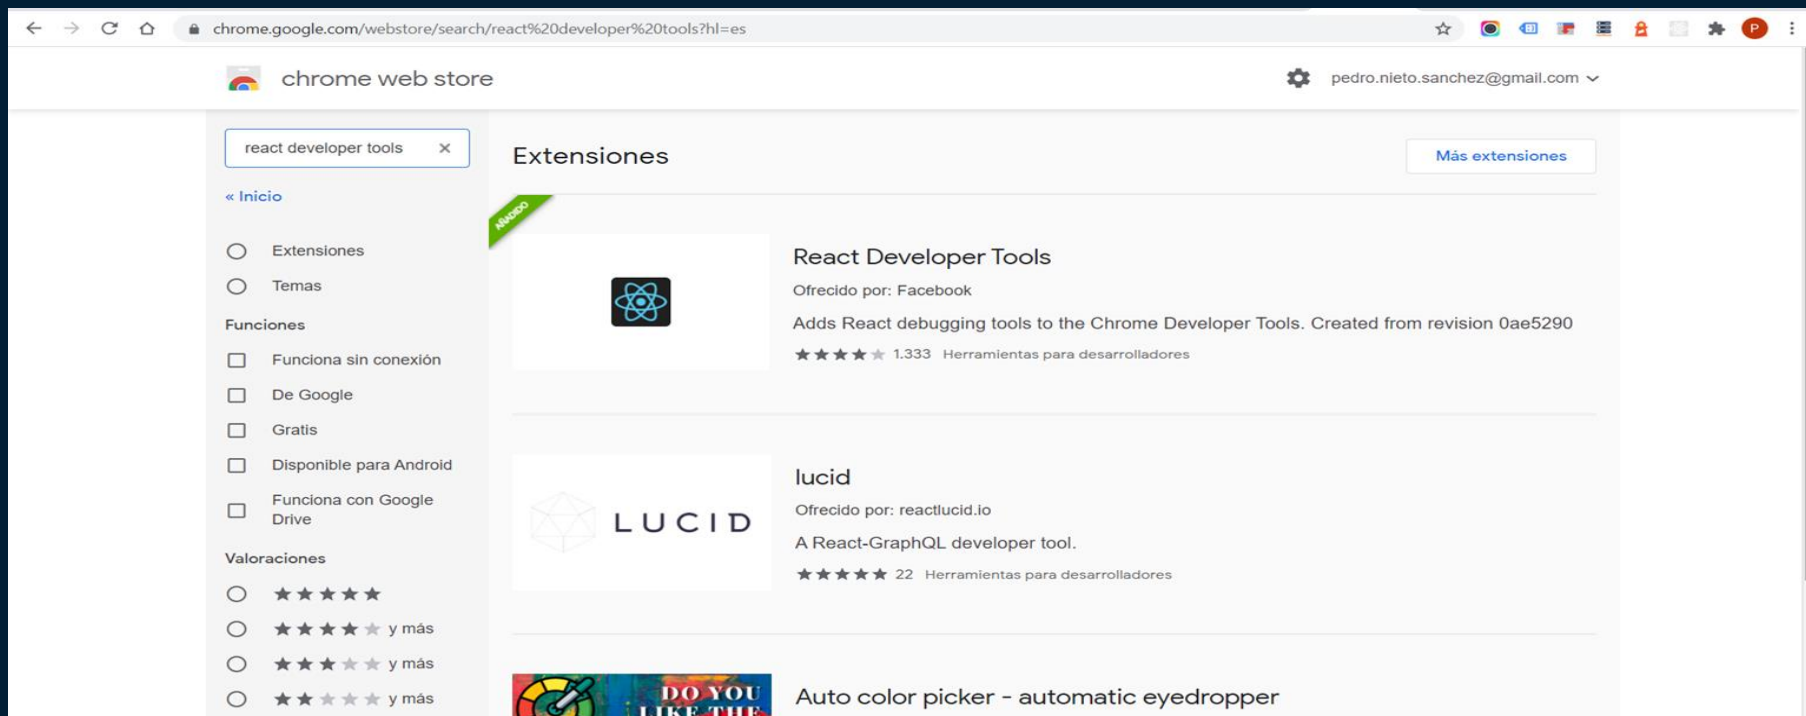 chrome.google.com/webstore/search/react%20developer%20tools?hl=es
P
chrome web store
pedro.nieto.sanchez@gmail.com
react developer tools
« Inicio
Extensiones
Temas
Funciones
Funciona sin conexión
De Google
Gratis
Disponible para Android
Funciona con Google
Drive
Valoraciones
y más
y más
y más
Extensiones
Más extensiones
AÑADIDO
React Developer Tools
Ofrecido por: Facebook
Adds React debugging tools to the Chrome Developer Tools. Created from revision 0ae5290
1.333 Herramientas para desarrolladores
LUCID
lucid
Ofrecido por: reactlucid.io
A React-GraphQL developer tool.
22 Herramientas para desarrolladores
DO YOU
LIKE THE
Auto color picker - automatic eyedropper